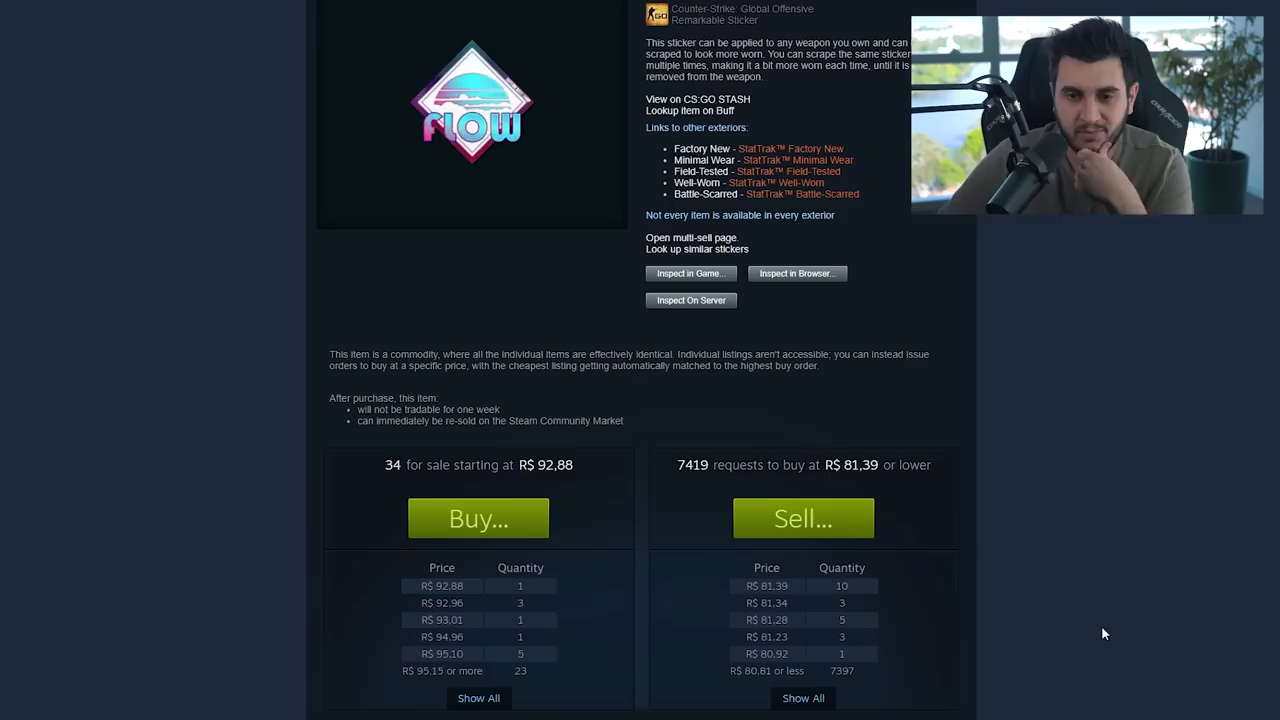 Counter-Strike: Global Offensive
Remarkable Sticker
This sticker can be applied to any weapon you own and can
scraped to look more worn. You can scrape the same sticker
multiple times, making it a bit more worn each time, until it is
removed from the weapon.
View on CS:GO STASH
Lookup item on Buff
Links to other exteriors:
Factory New - StatTrak™ Factory New
Minimal Wear - StatTrak™ Minimal Wear
Field-Tested - StatTrak™ Field-Tested
Well-Worn - StatTrak™ Well-Worn
Battle-Scarred - StatTrak™ Battle-Scarred
Not every item is available in every exterior
Open multi-sell page.
Look up similar stickers
Inspect in Game... Inspect in Browser...
Inspect On Server
FLOW
This item is a commodity, where all the individual items are effectively identical. Individual listings aren't accessible; you can instead issue
orders to buy at a specific price, with the cheapest listing getting automatically matched to the highest buy order.
After purchase, this item:
will not be tradable for one week
can immediately be re-sold on the Steam Community Market
34 for sale starting at R$ 92,88
Buy...
Price Quantity
R$ 92,88 1
R$ 92,96 3
R$ 93,01 1
R$ 94,96 1
R$ 95,10 5
R$ 95,15 or more 23
Show All
7419 requests to buy at R$ 81,39 or lower
Sell...
Price Quantity
R$ 81,39 10
R$ 81,34 3
R$ 81,28 5
R$ 81,23 3
R$ 80,92 1
R$ 80,81 or less 7397
Show All